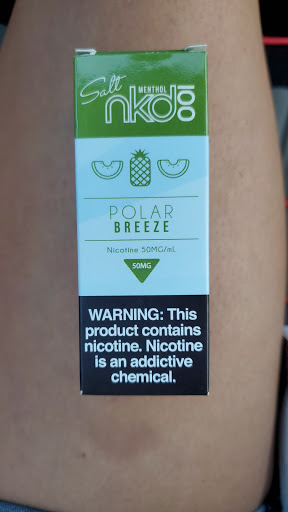 Salt
MENTHOL
nkd 100
POLAR
BREEZE
Nicotine 50MG/mL
50MG
WARNING: This
product contains
nicotine. Nicotine
is an addictive
chemical.